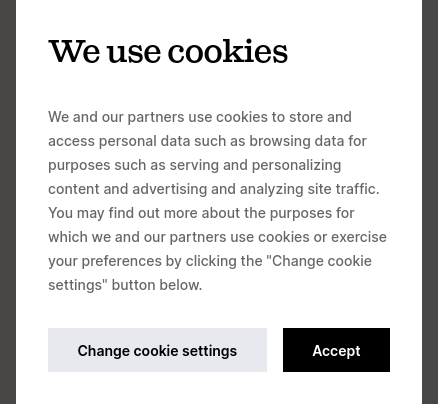 We use cookies
We and our partners use cookies to store and
access personal data such as browsing data for
purposes such as serving and personalizing
content and advertising and analyzing site traffic.
You may find out more about the purposes for
which we and our partners use cookies or exercise
your preferences by clicking the "Change cookie
settings" button below.
Change cookie settings
Accept